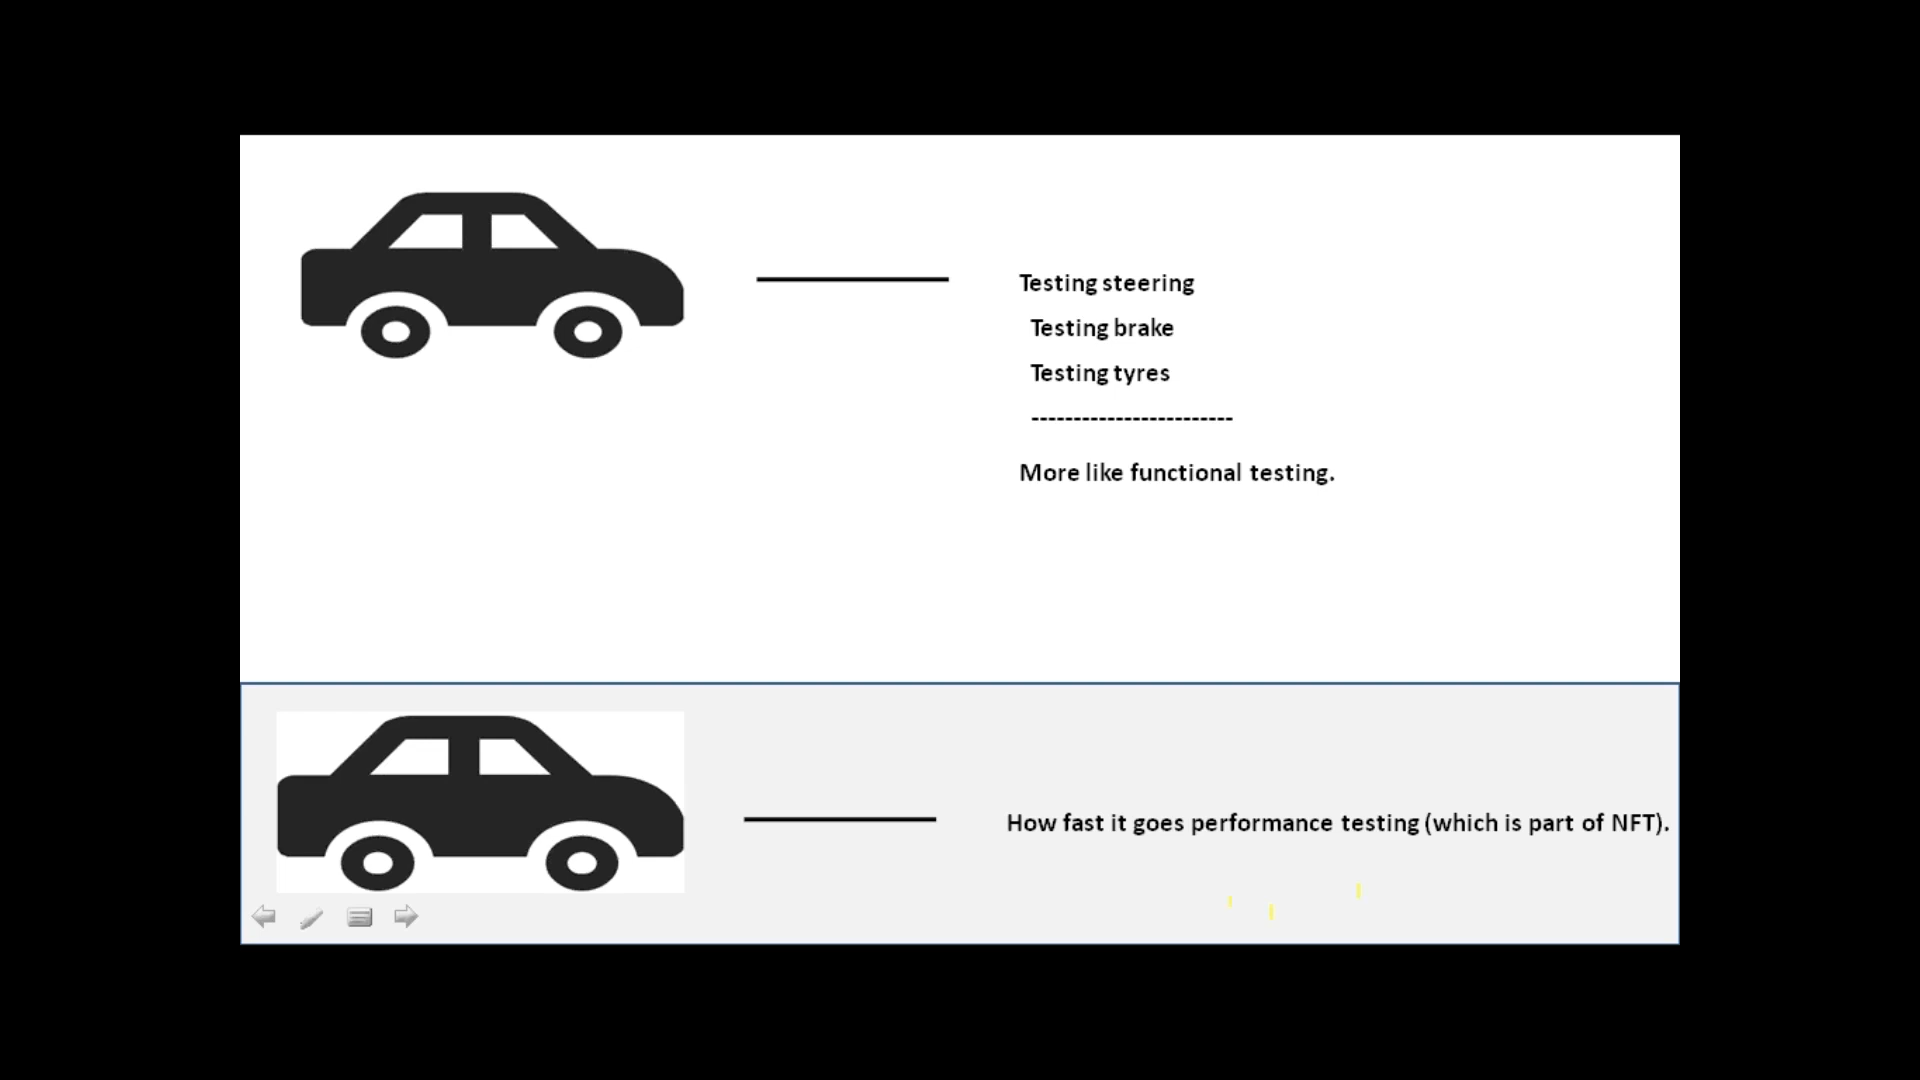 Testing steering
Testing brake
Testing tyres
------------------------
More like functional testing.
How fast it goes performance testing (which is part of NFT).